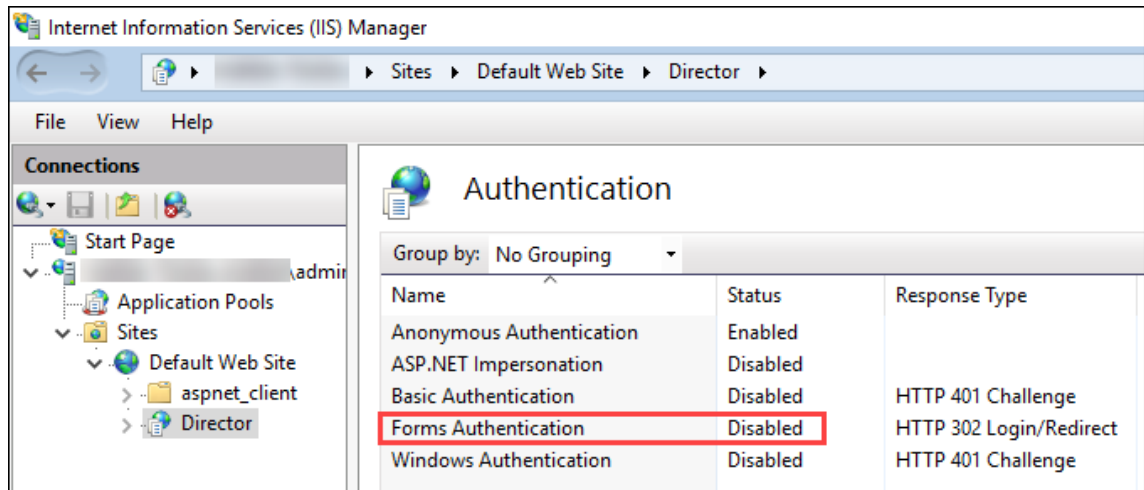 Internet Information Services (IIS) Manager
Sites Default Web Site Director
File View Help
Connections
Start Page
\admin
Application Pools
Sites
Default Web Site
aspnet_client
Director
Authentication
Group by: No Grouping
Name Status Response Type
Anonymous Authentication Enabled
ASP.NET Impersonation Disabled
Basic Authentication Disabled HTTP 401 Challenge
Forms Authentication Disabled HTTP 302 Login/Redirect
Windows Authentication Disabled HTTP 401 Challenge